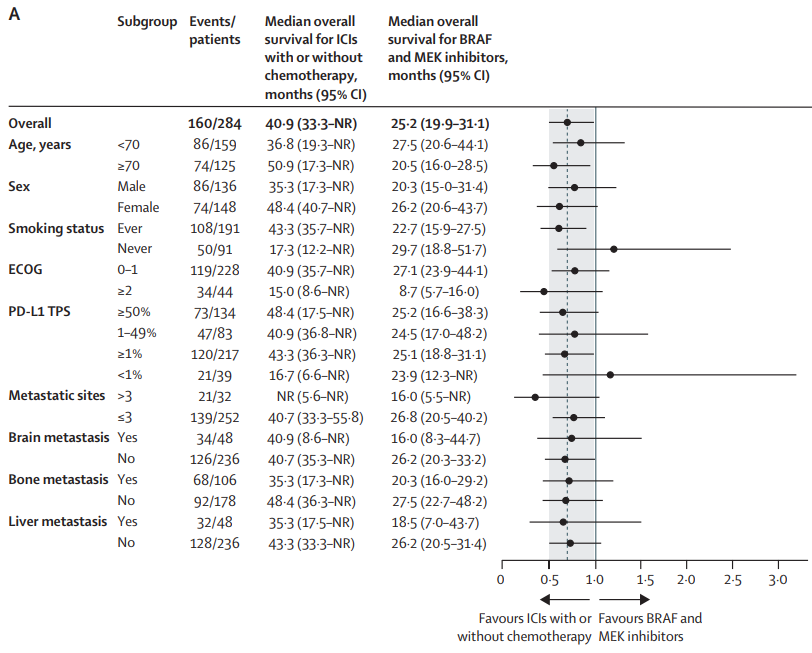 A
Subgroup Events/ Median overall Median overall
patients survival for ICIs survival for BRAF
with or without and MEK inhibitors,
chemotherapy, months (95% CI)
months (95% CI)
Overall 160/284 40·9 (33·3–NR) 25·2 (19·9–31·1)
Age, years <70 86/159 36·8 (19·3–NR) 27·5 (20·6–44·1)
≥70 74/125 50·9 (17·3–NR) 20·5 (16·0–28·5)
Sex Male 86/136 35·3 (17·3–NR) 20·3 (15·0–31·4)
Female 74/148 48·4 (40·7–NR) 26·2 (20·6–43·7)
Smoking status Ever 108/191 43·3 (35·7–NR) 22·7 (15·9–27·5)
Never 50/91 17·3 (12·2–NR) 29·7 (18·8–51·7)
ECOG 0–1 119/228 40·9 (35·7–NR) 27·1 (23·9–44·1)
≥2 34/44 15·0 (8·6–NR) 8·7 (5·7–16·0)
PD-L1 TPS ≥50% 73/134 48·4 (17·5–NR) 25·2 (16·6–38·3)
1–49% 47/83 40·9 (36·8–NR) 24·5 (17·0–48·2)
≥1% 120/217 43·3 (36·3–NR) 25·1 (18·8–31·1)
<1% 21/39 16·7 (6·6–NR) 23·9 (12·3–NR)
Metastatic sites >3 21/32 NR (5·6–NR) 16·0 (5·5–NR)
≤3 139/252 40·7 (33·3–55·8) 26·8 (20·5–40·2)
Brain metastasis Yes 34/48 40·9 (8·6–NR) 16·0 (8·3–44·7)
No 126/236 40·7 (35·3–NR) 26·2 (20·3–33·2)
Bone metastasis Yes 68/106 35·3 (17·3–NR) 20·3 (16·0–29·2)
No 92/178 48·4 (36·3–NR) 27·5 (22·7–48·2)
Liver metastasis Yes 32/48 35·3 (17·5–NR) 18·5 (7·0–43·7)
No 128/236 43·3 (33·3–NR) 26·2 (20·5–31·4)
0 0·5 1·0 1·5 2·0 2·5 3·0
Favours ICIs with or Favours BRAF and
without chemotherapy MEK inhibitors